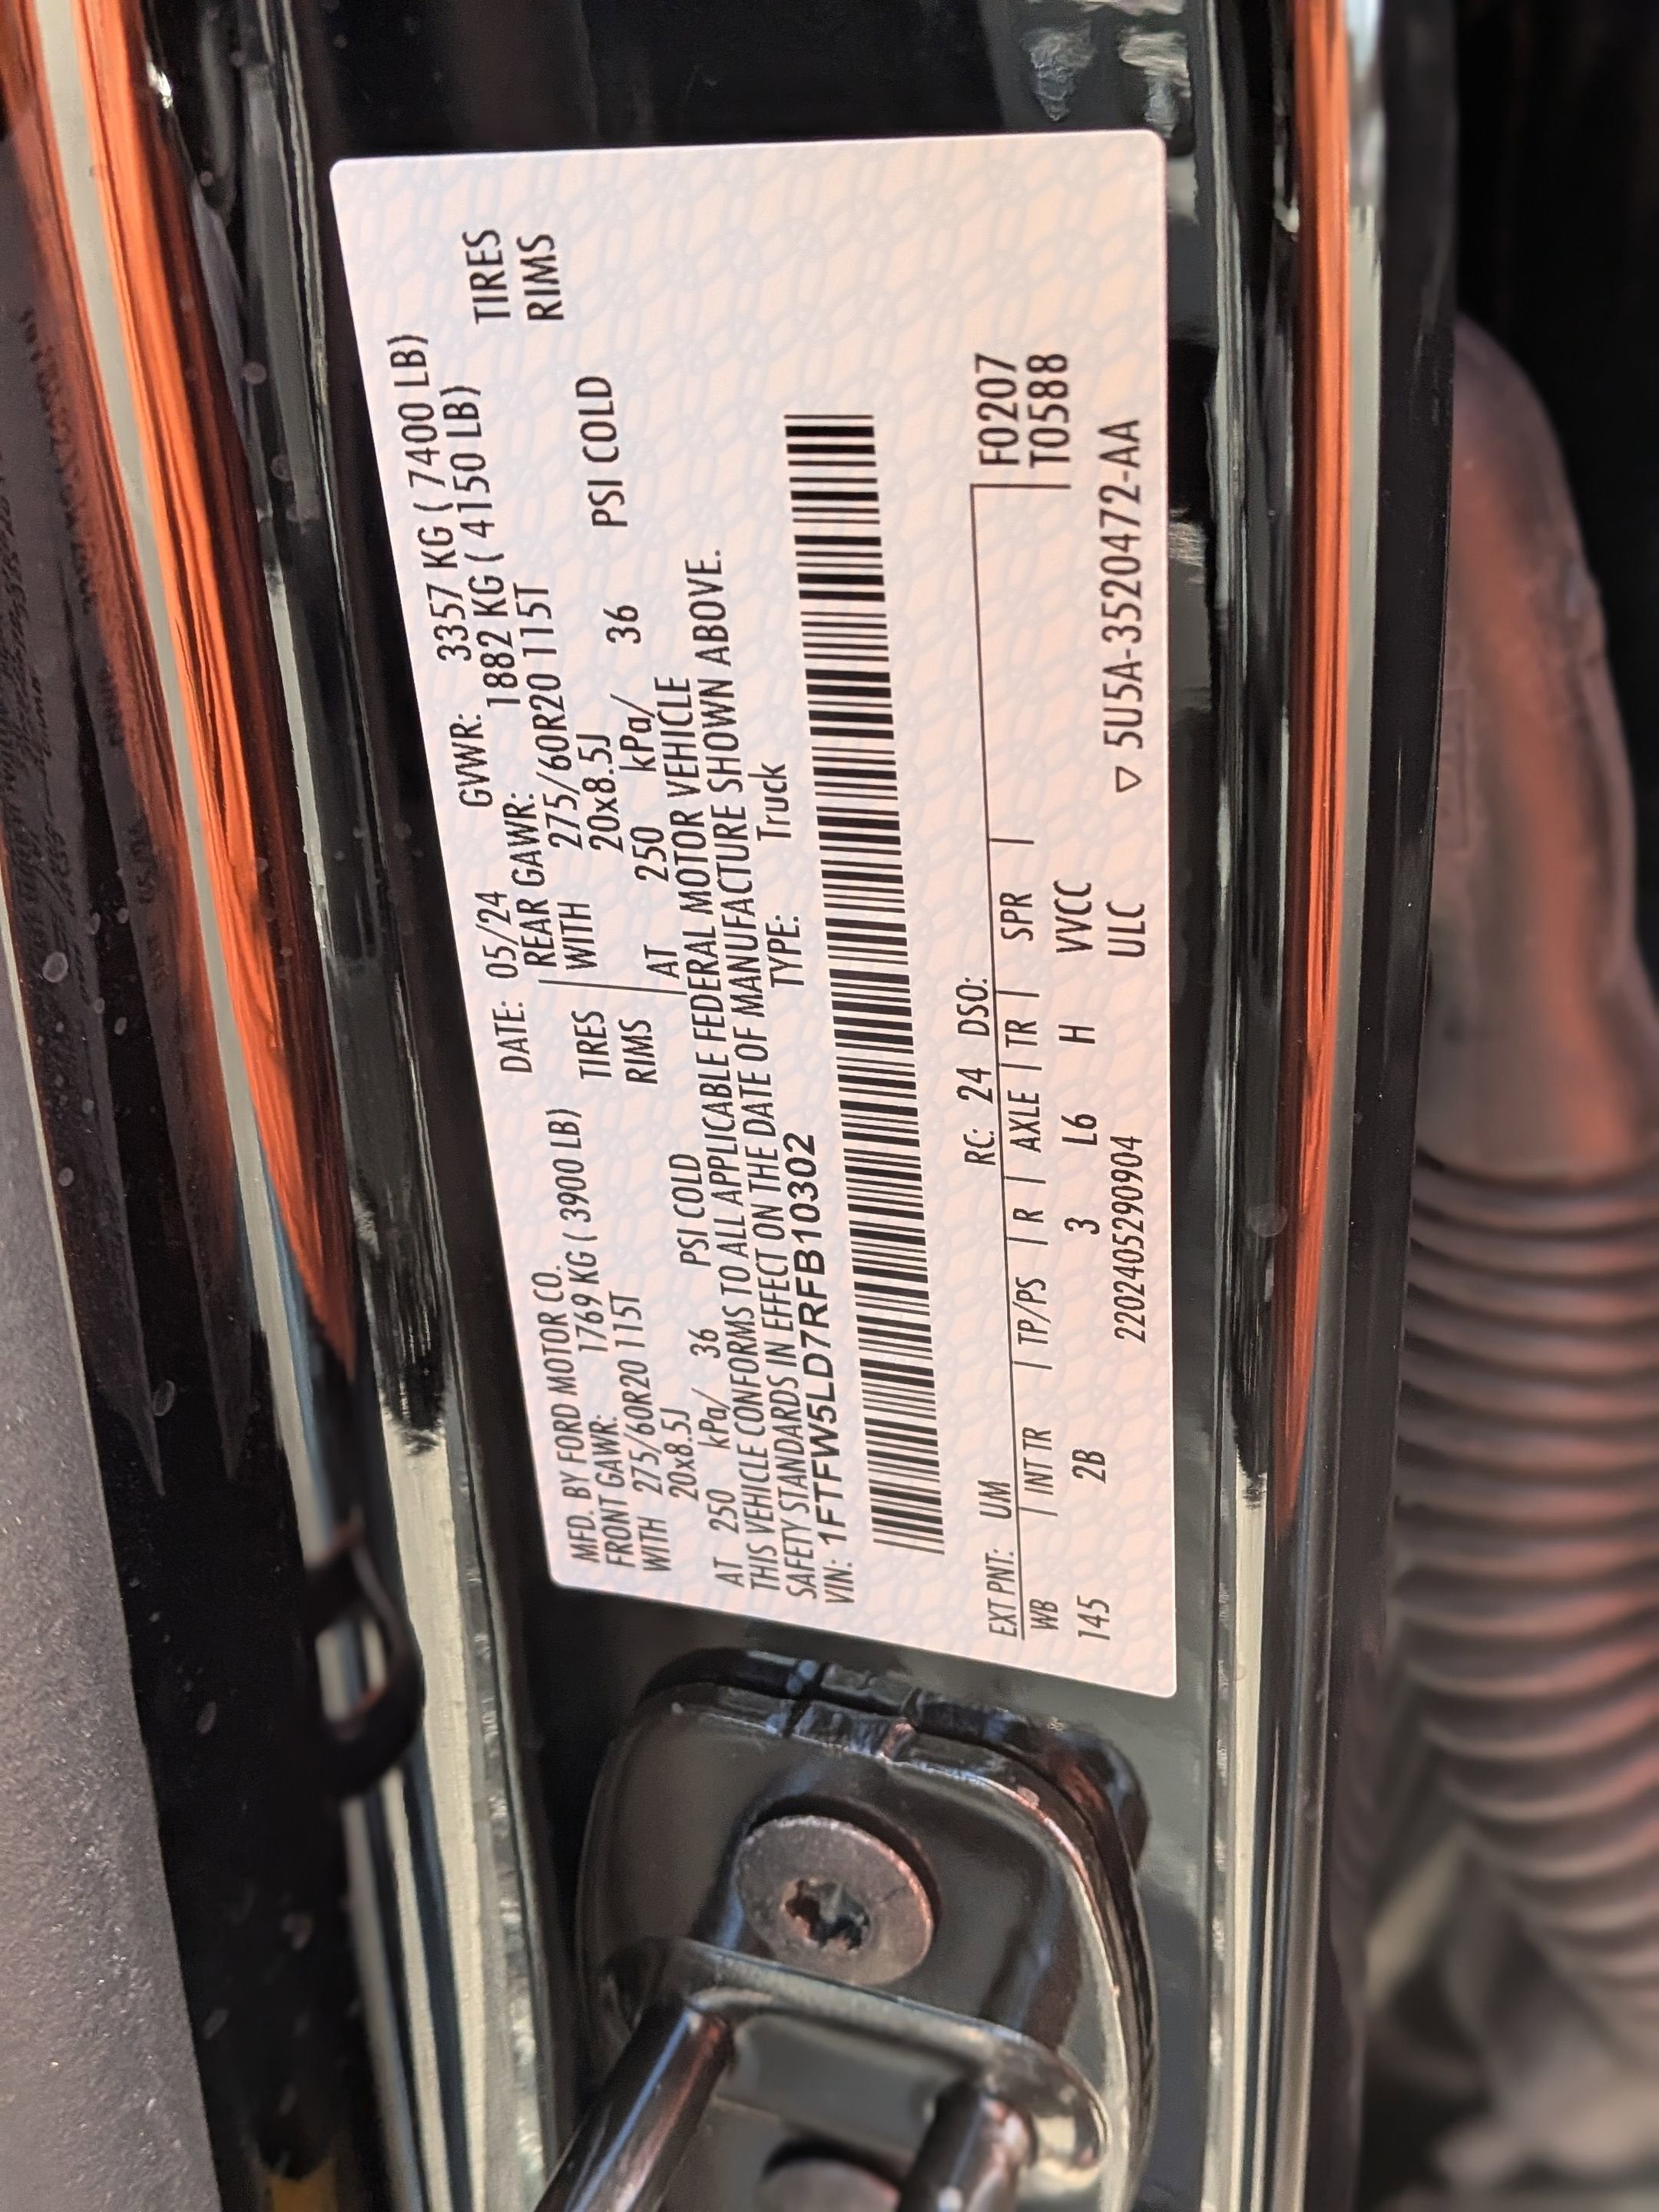 MFD. BY FORD MOTOR CO. DATE: 05/24 GVWR: 3357 KG ( 7400 LB)
FRONT GAWR: 1769 KG ( 3900 LB) REAR GAWR: 1882 KG ( 4150 LB)
WITH 275/60R20 115T TIRES WITH 275/60R20 115T TIRES
20x8.5J RIMS 20x8.5J RIMS
AT 250 kPa/ 36 PSI COLD AT 250 kPa/ 36 PSI COLD
THIS VEHICLE CONFORMS TO ALL APPLICABLE FEDERAL MOTOR VEHICLE
SAFETY STANDARDS IN EFFECT ON THE DATE OF MANUFACTURE SHOWN ABOVE.
VIN: 1FTFW5LD7RFB10302 TYPE: Truck
EXT PNT: UM RC: 24 DSO: F0207
WB | INT TR | TP/PS | R | AXLE | TR | SPR | T0588
145 2B 3 L6 H VVCC
2202405290904 ULC ▽ 5U5A-3520472-AA